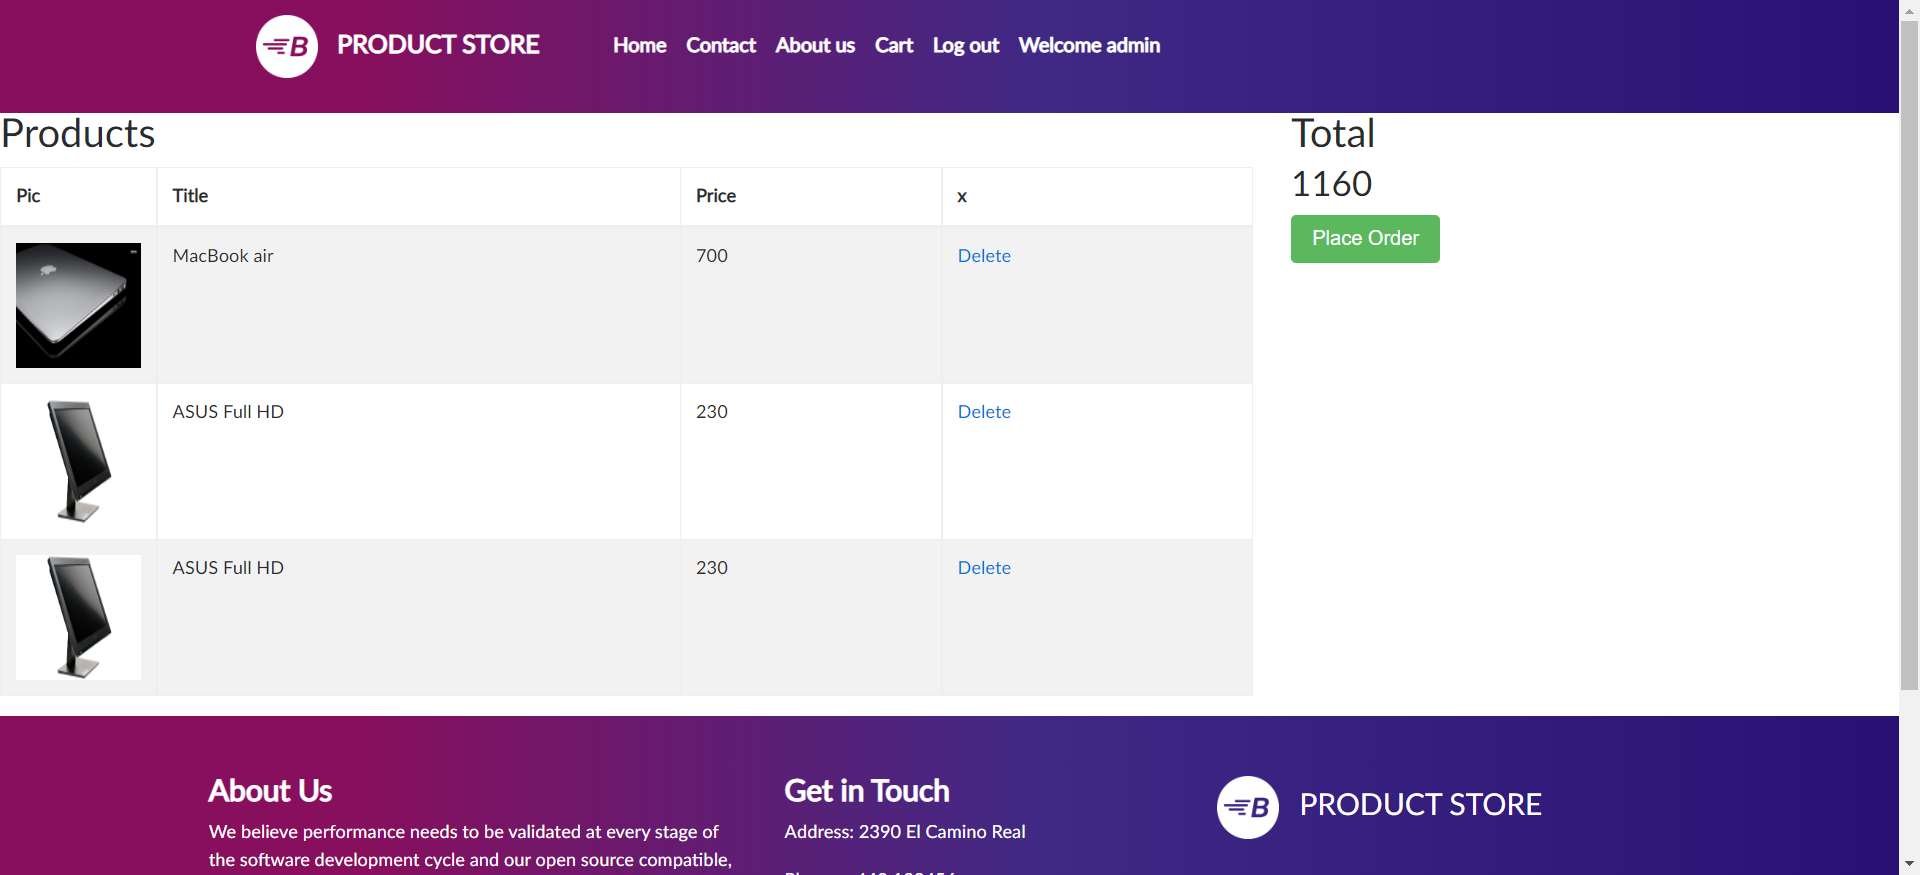 B PRODUCT STORE Home Contact About us Cart Log out Welcome admin
Products
Pic Title Price x
MacBook air 700 Delete
ASUS Full HD 230 Delete
ASUS Full HD 230 Delete
Total
1160
Place Order
About Us
We believe performance needs to be validated at every stage of
the software development cycle and our open source compatible,
Get in Touch
Address: 2390 El Camino Real
B PRODUCT STORE